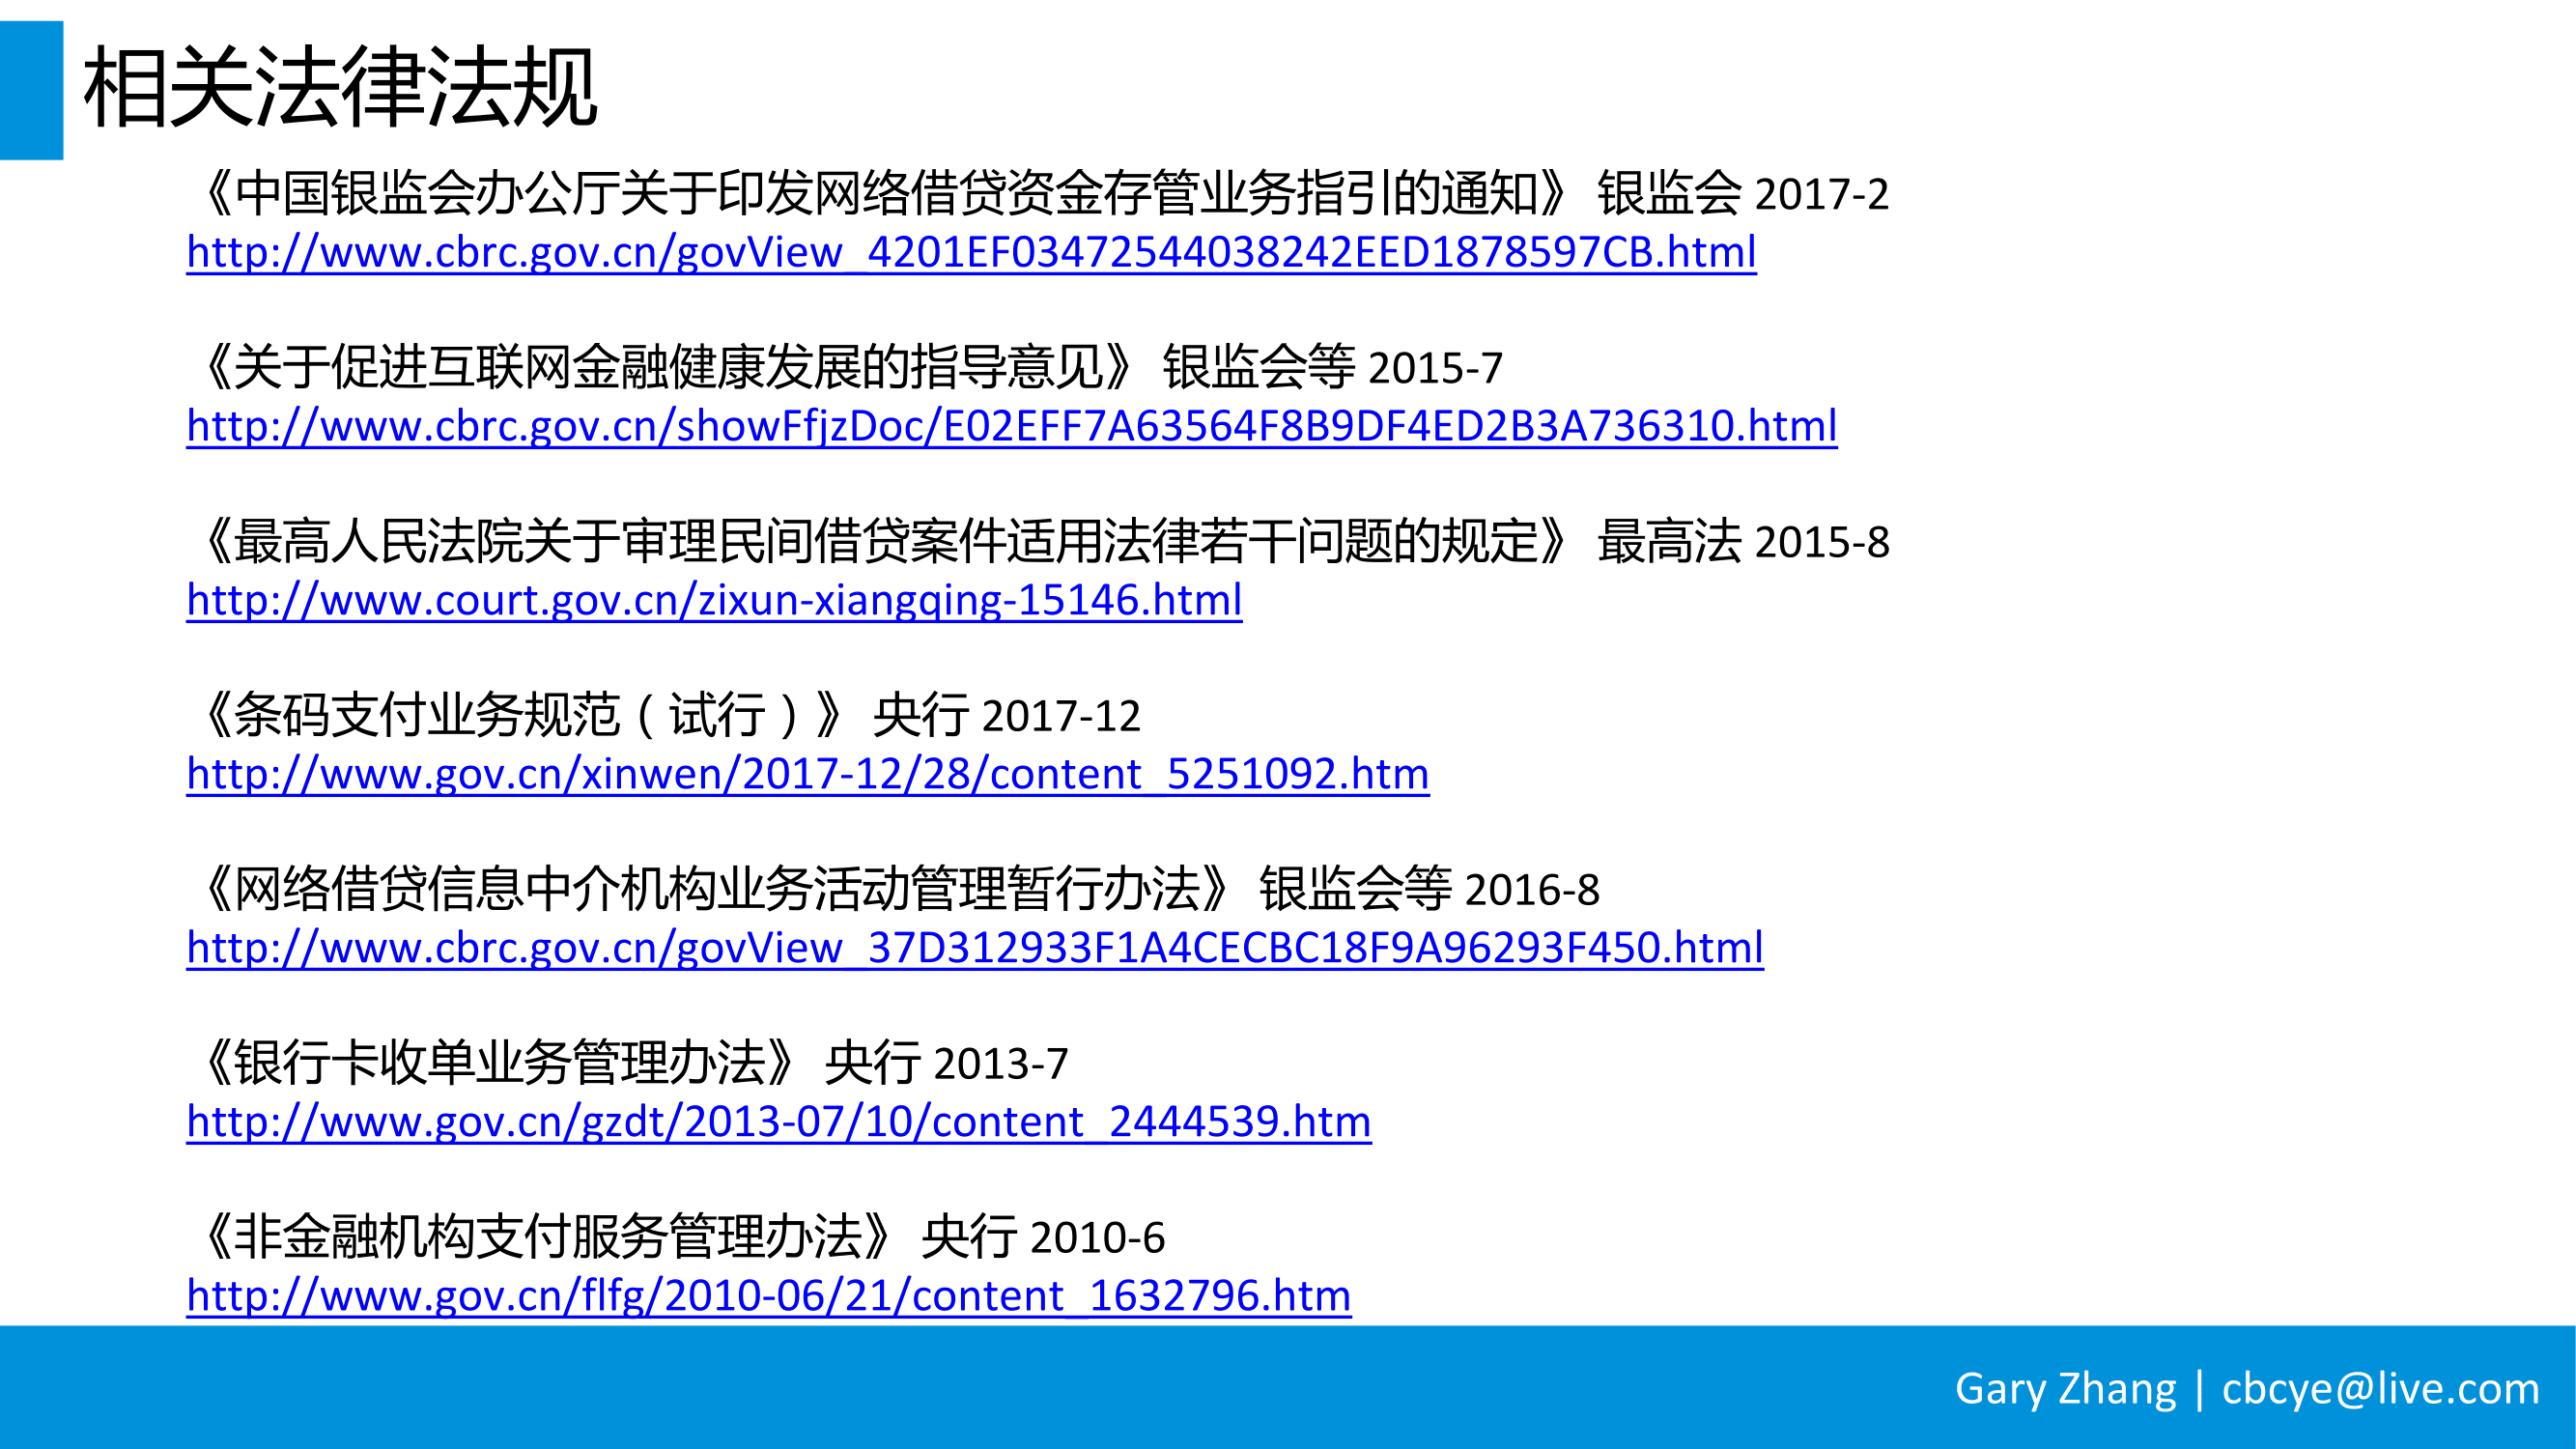 相关法律法规
《中国银监会办公厅关于印发网络借贷资金存管业务指引的通知》 银监会 2017-2
http://www.cbrc.gov.cn/govView_4201EF03472544038242EED1878597CB.html
《关于促进互联网金融健康发展的指导意见》 银监会等 2015-7
http://www.cbrc.gov.cn/showFfjzDoc/E02EFF7A63564F8B9DF4ED2B3A736310.html
《最高人民法院关于审理民间借贷案件适用法律若干问题的规定》 最高法 2015-8
http://www.court.gov.cn/zixun-xiangqing-15146.html
《条码支付业务规范（试行）》 央行 2017-12
http://www.gov.cn/xinwen/2017-12/28/content_5251092.htm
《网络借贷信息中介机构业务活动管理暂行办法》 银监会等 2016-8
http://www.cbrc.gov.cn/govView_37D312933F1A4CECBC18F9A96293F450.html
《银行卡收单业务管理办法》 央行 2013-7
http://www.gov.cn/gzdt/2013-07/10/content_2444539.htm
《非金融机构支付服务管理办法》 央行 2010-6
http://www.gov.cn/flfg/2010-06/21/content_1632796.htm
Gary Zhang | cbcye@live.com